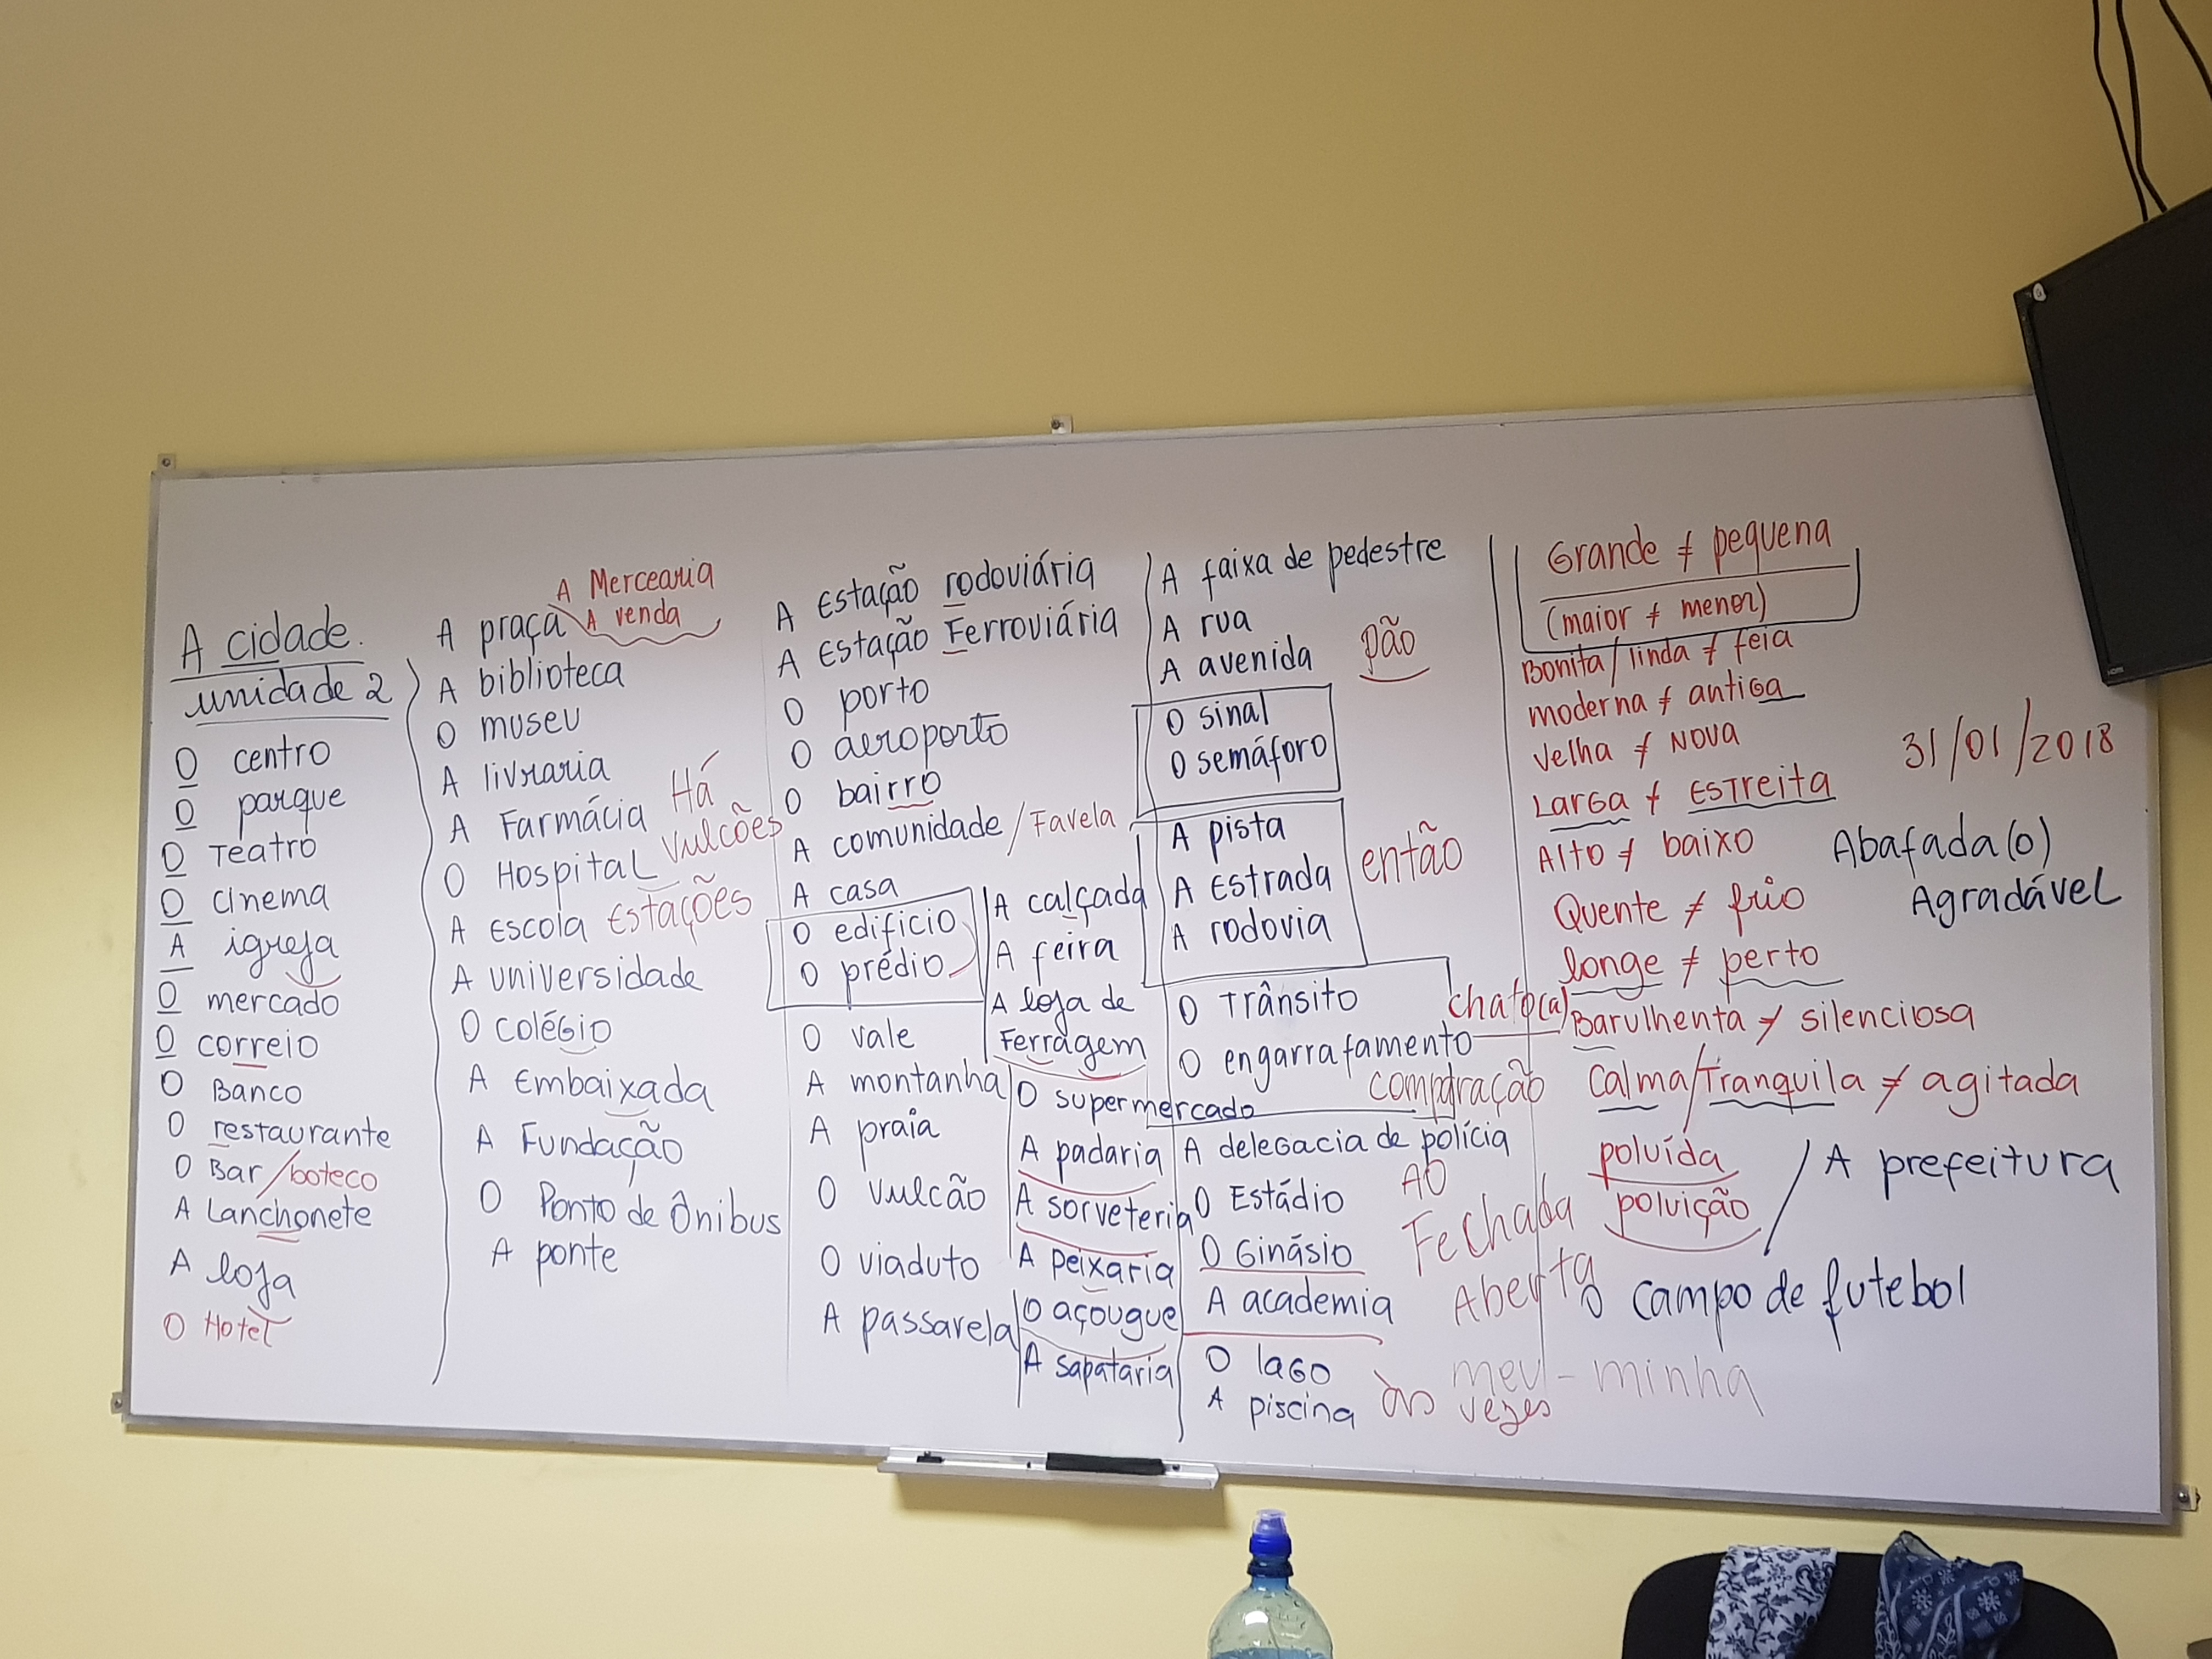 A cidade.
unidade 2
O centro
O parque
O Teatro
O Cinema
A igreja
O mercado
O correio
O Banco
O restaurante
O Bar/boteco
A Lanchonete
A loja
O Hotel
A Mercearia
A praça A venda
A biblioteca
O museu
A livraria
A Farmácia Há
vulcões
O Hospital
A Escola Estações
A universidade
O colégio
A Embaixada
A Fundação
O Ponto de Ônibus
A ponte
A Estação rodoviária
A Estação Ferroviária
O porto
O aeroporto
O bairro
A comunidade/Favela
A casa
O edificio
O prédio
O vale
A montanha
A praia
O vulcão
O viaduto
A passarela
A calçada
A feira
A loja de
Ferragem
O supermercado
A padaria
A sorveteria
A peixaria
O açougue
A sapataria
A faixa de pedestre
A rua
A avenida pão
O sinal
O semáforo
A pista
A Estrada então
A rodovia
O Trânsito
O engarrafamento chato(a)
compração
A delegacia de polícia
O Estádio AO
O Ginásio Fechada
A academia Aberta
O lago
A piscina às vezes
meu - minha
Grande ≠ pequena
(maior ≠ menor)
Bonita/linda ≠ feia
moderna ≠ antiga
Velha ≠ NOVA
Larga ≠ ESTreita
Alto ≠ baixo
Quente ≠ frio
longe ≠ perto
Barulhenta ≠ silenciosa
Calma/Tranquila ≠ agitada
poluída
poluição
A prefeitura
O campo de futebol
31/01/2018
Abafada(o)
Agradável